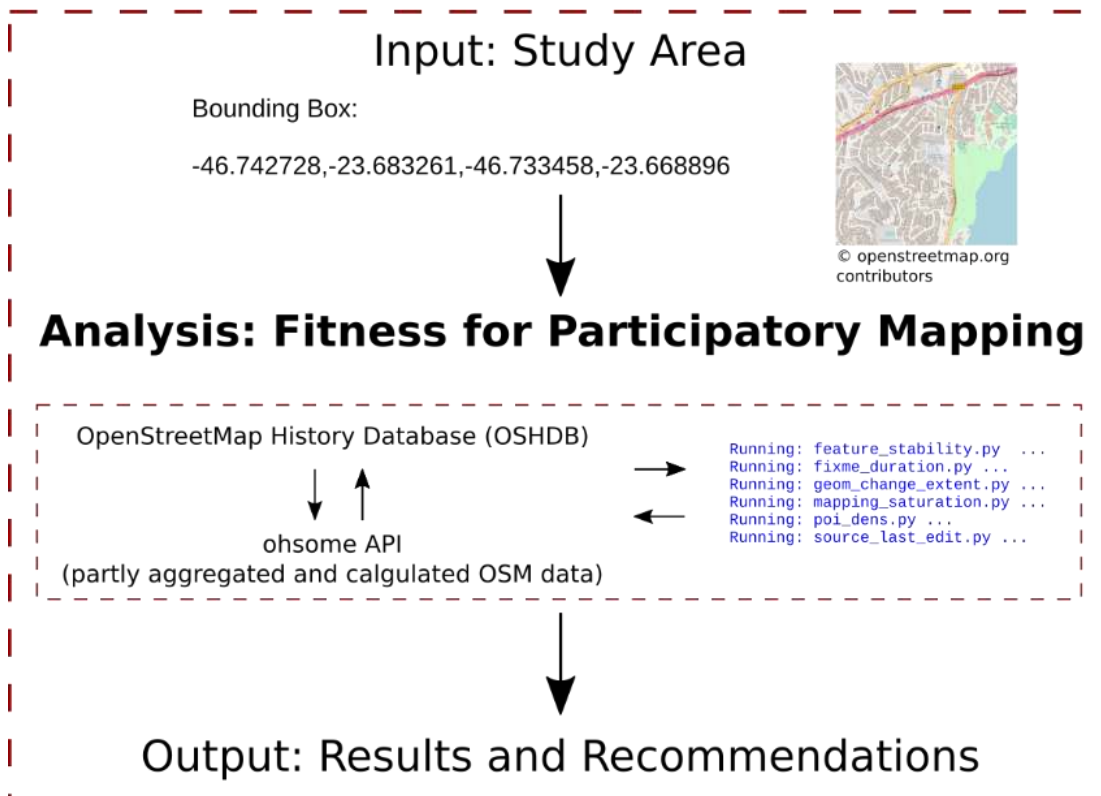 Input: Study Area
Bounding Box:
-46.742728,-23.683261,-46.733458,-23.668896
© openstreetmap.org
contributors
Analysis: Fitness for Participatory Mapping
OpenStreetMap History Database (OSHDB)
ohsome API
(partly aggregated and calgulated OSM data)
Running: feature_stability.py ...
Running: fixme_duration.py ...
Running: geom_change_extent.py ...
Running: mapping_saturation.py ...
Running: poi_dens.py ...
Running: source_last_edit.py ...
Output: Results and Recommendations